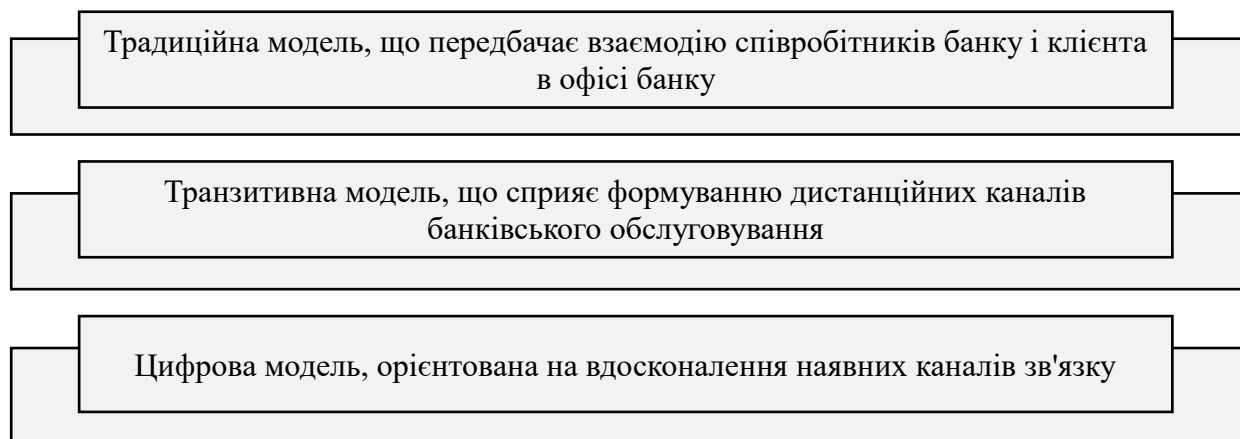 Традиційна модель, що передбачає взаємодію співробітників банку і клієнта
в офісі банку
Транзитивна модель, що сприяє формуванню дистанційних каналів
банківського обслуговування
Цифрова модель, орієнтована на вдосконалення наявних каналів зв'язку